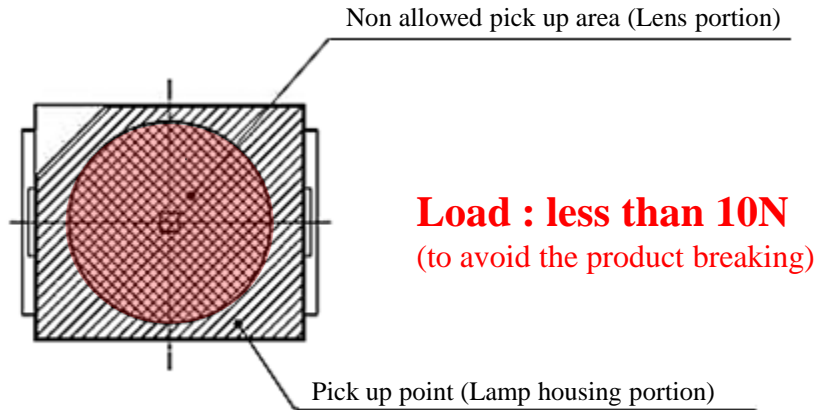 Non allowed pick up area (Lens portion)
Load : less than 10N
(to avoid the product breaking)
Pick up point (Lamp housing portion)